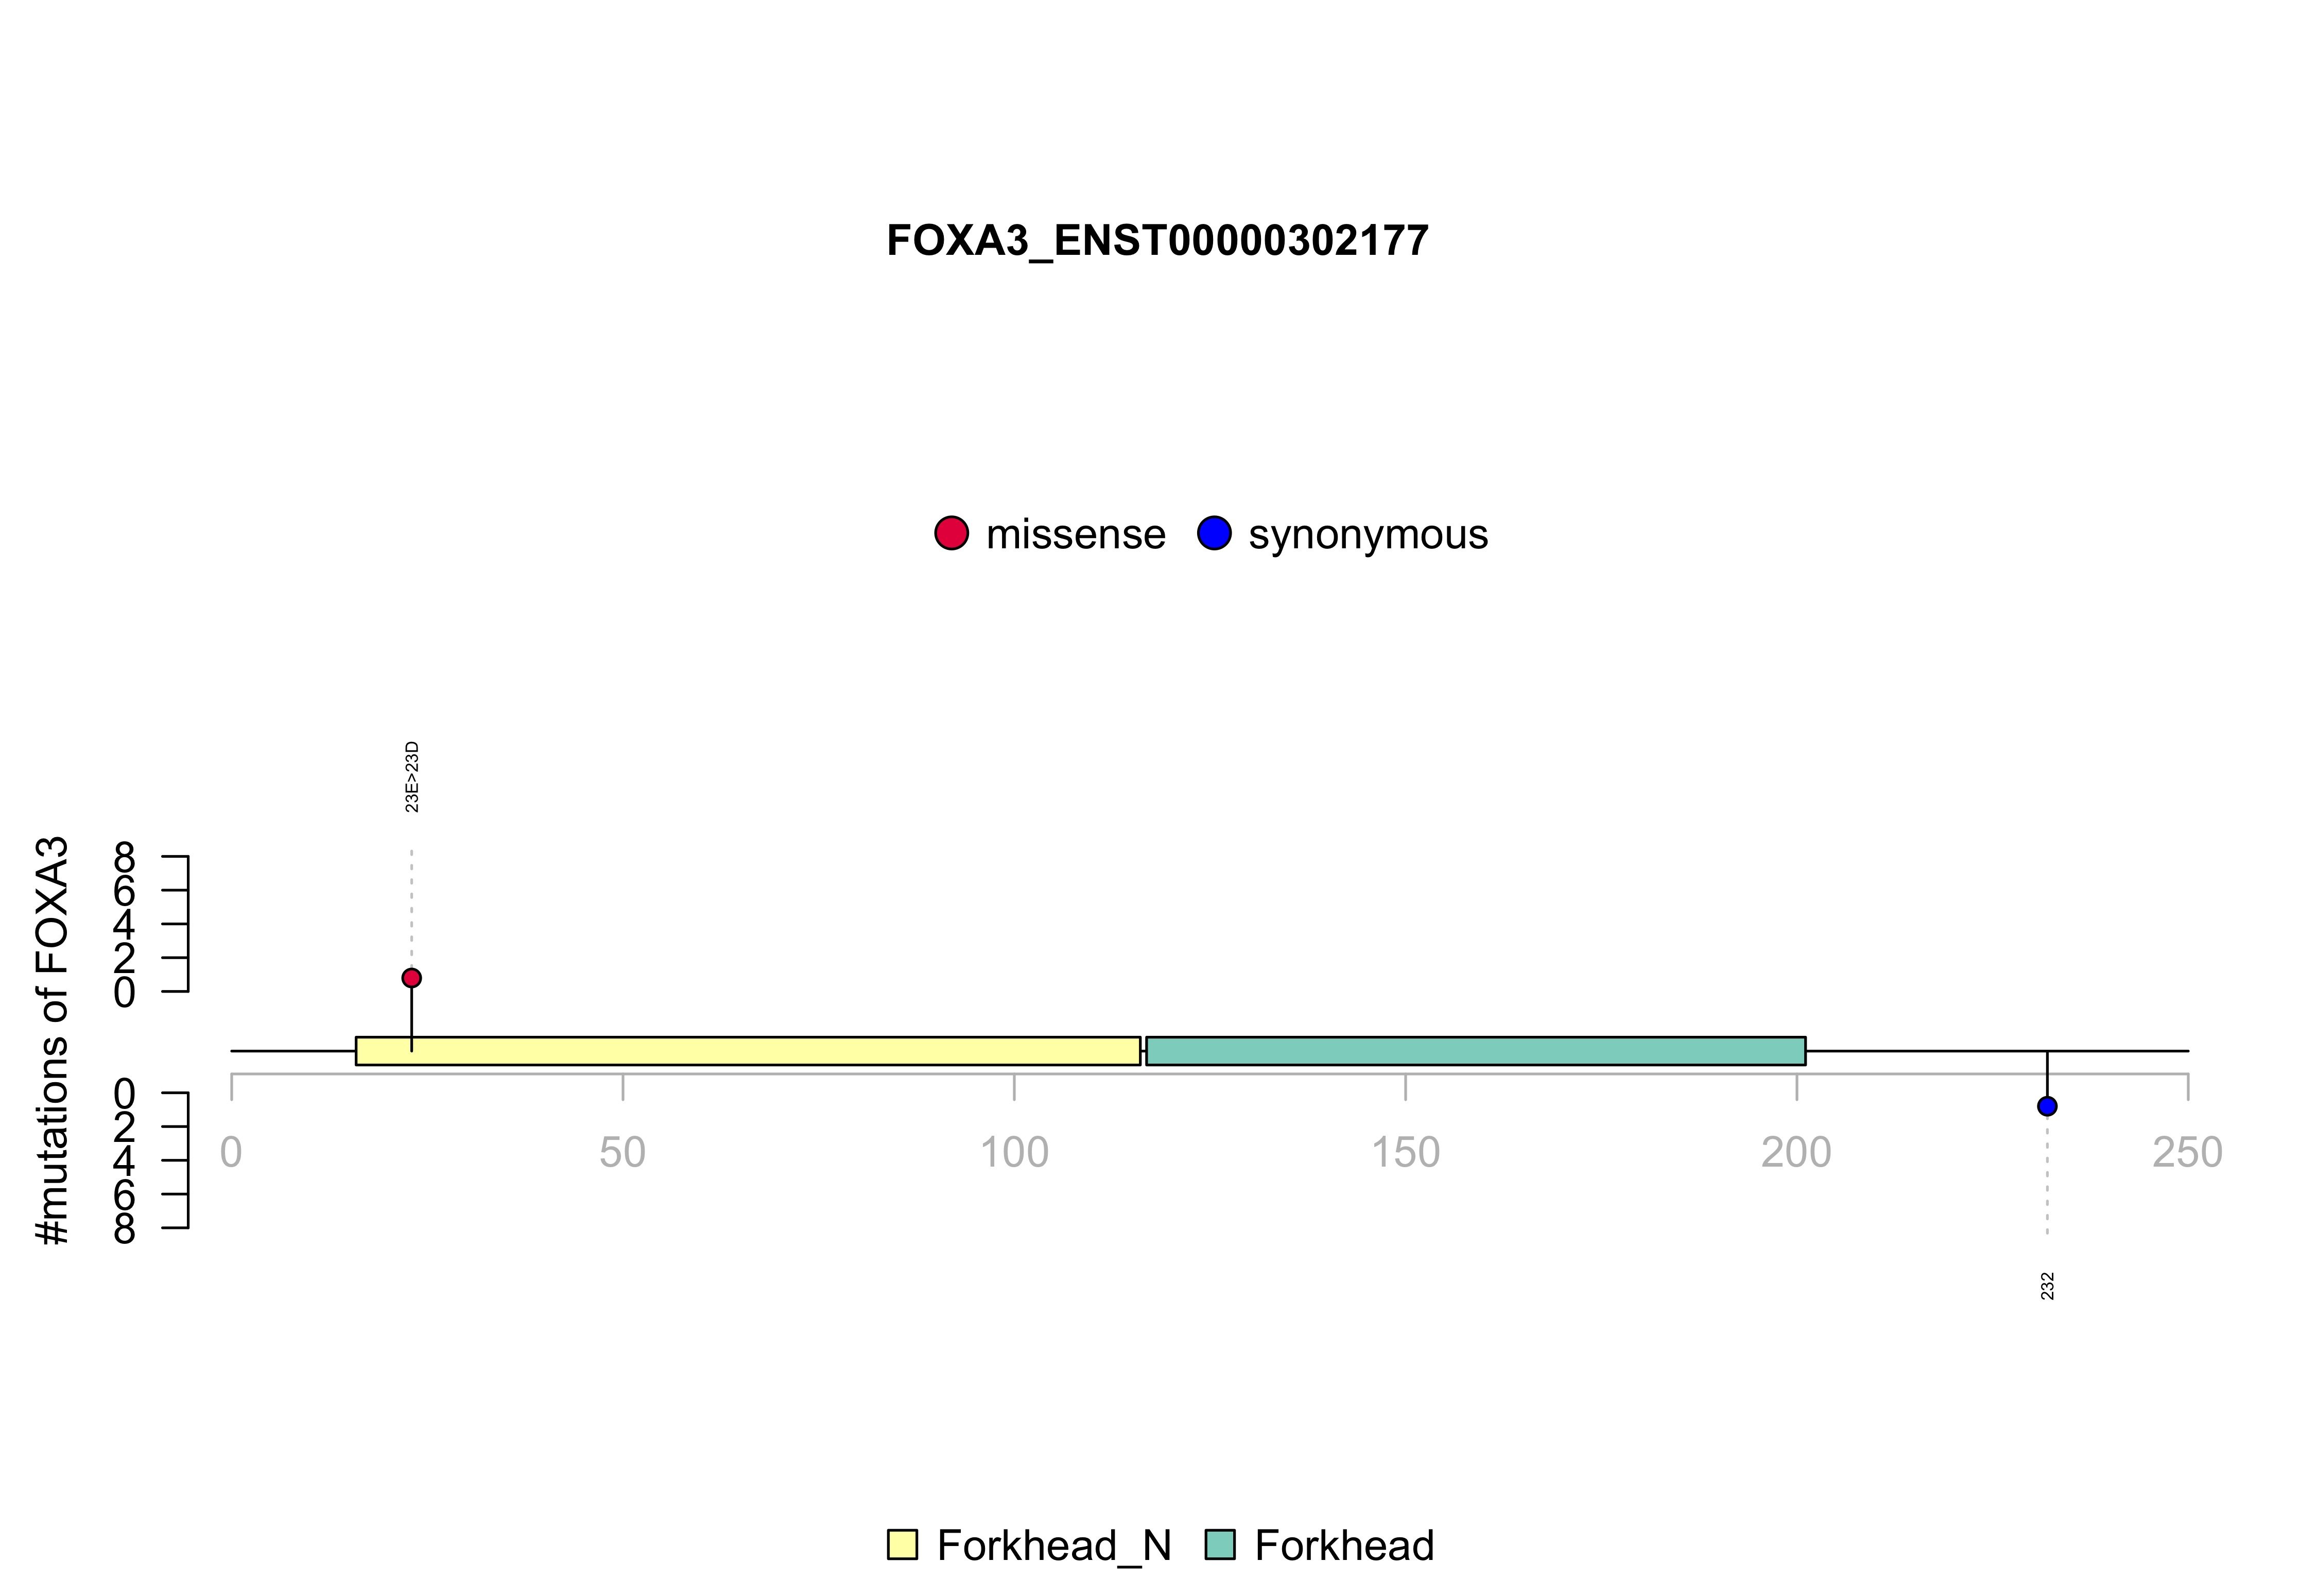 FOXA3_ENST00000302177
missense synonymous
23E>23D
#mutations of FOXA3
8
6
4
2
0
0
2
4
6
8
0 50 100 150 200 250
232
Forkhead_N Forkhead